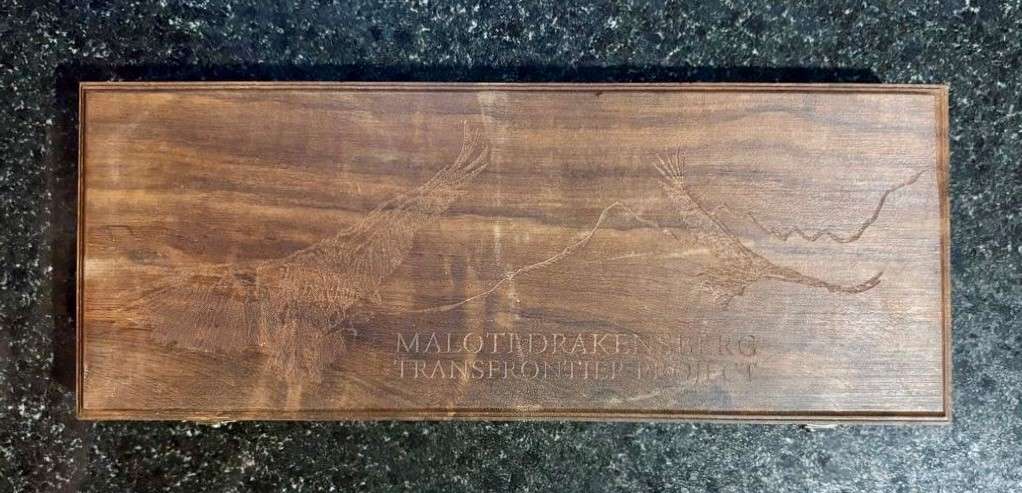 MALOTI DRAKENSBERG
TRANSFRONTIER PROJECT